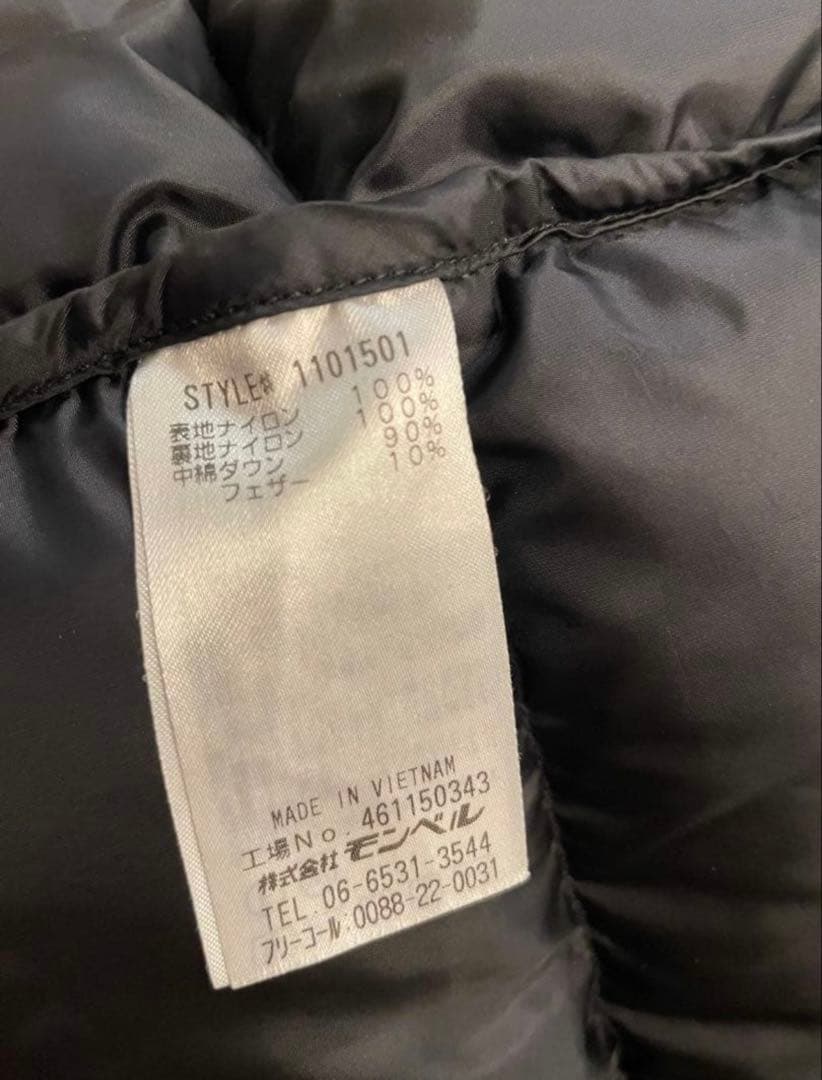 STYLE# 1101501
表地ナイロン 100%
裏地ナイロン 100%
中綿ダウン 90%
フェザー 10%
MADE IN VIETNAM
工場No. 461150343
株式会社 モンベル
TEL.06-6531-3544
フリーコール:0088-22-0031